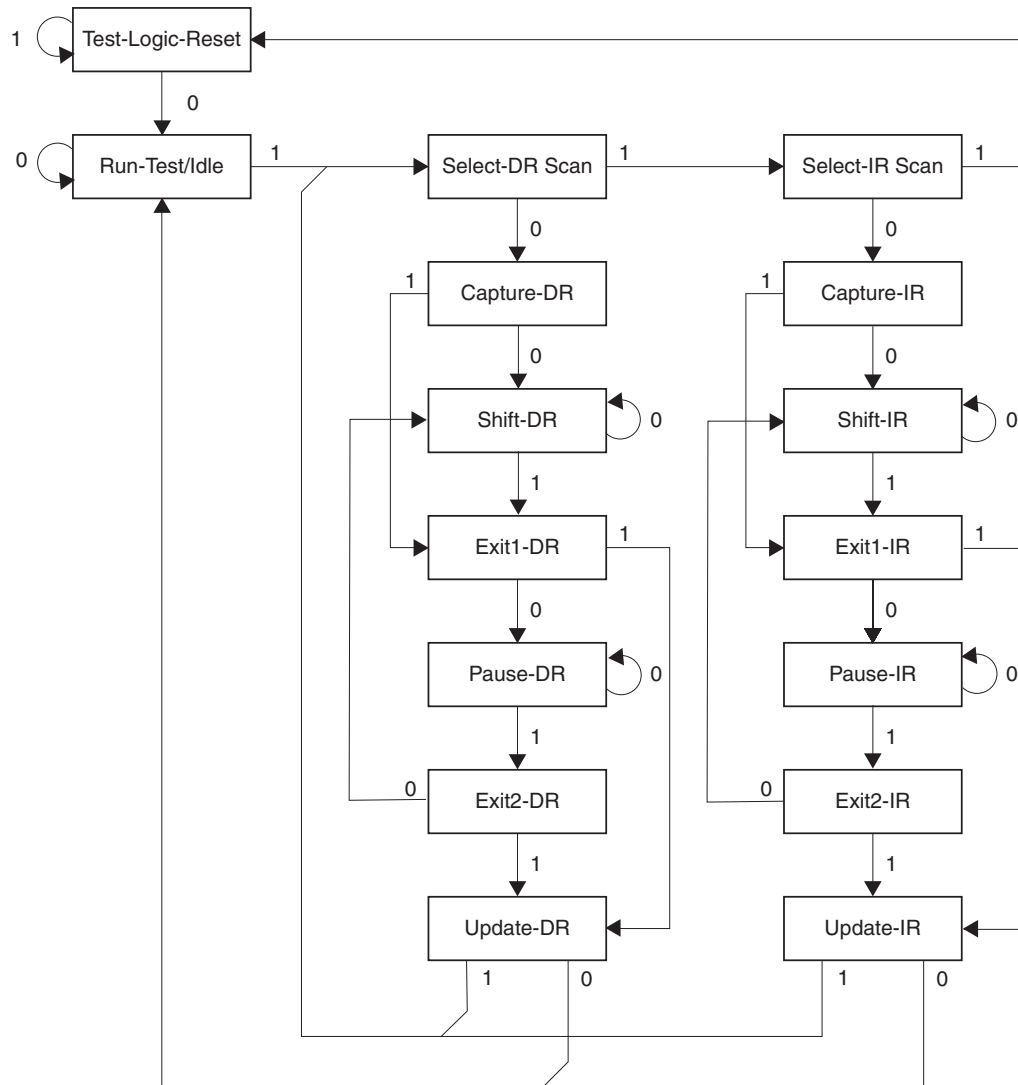 1
Test-Logic-Reset
0
0
Run-Test/Idle
1
Select-DR Scan
1
Select-IR Scan
1
0
0
1
Capture-DR
1
Capture-IR
0
0
Shift-DR
0
Shift-IR
0
1
1
Exit1-DR
1
Exit1-IR
1
0
0
Pause-DR
0
Pause-IR
0
1
1
0
Exit2-DR
0
Exit2-IR
1
1
Update-DR
Update-IR
1
0
1
0